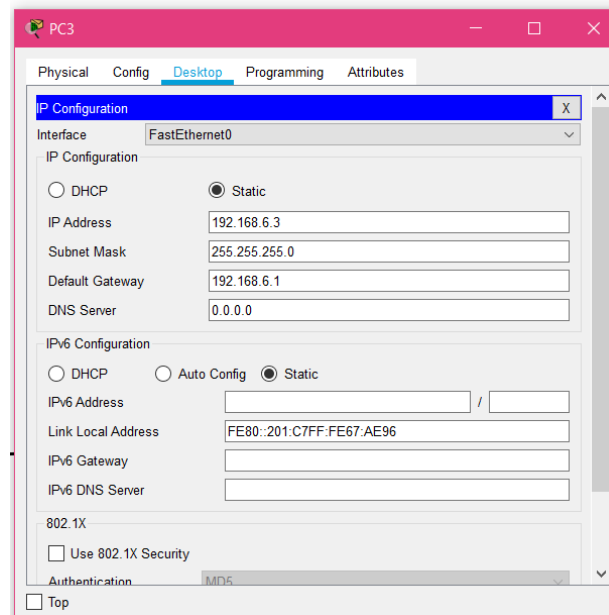 PC3
Physical Config Desktop Programming Attributes
IP Configuration X
Interface FastEthernet0
IP Configuration
DHCP Static
IP Address 192.168.6.3
Subnet Mask 255.255.255.0
Default Gateway 192.168.6.1
DNS Server 0.0.0.0
IPv6 Configuration
DHCP Auto Config Static
IPv6 Address /
Link Local Address FE80::201:C7FF:FE67:AE96
IPv6 Gateway
IPv6 DNS Server
802.1X
Use 802.1X Security
Authentication MD5
Top